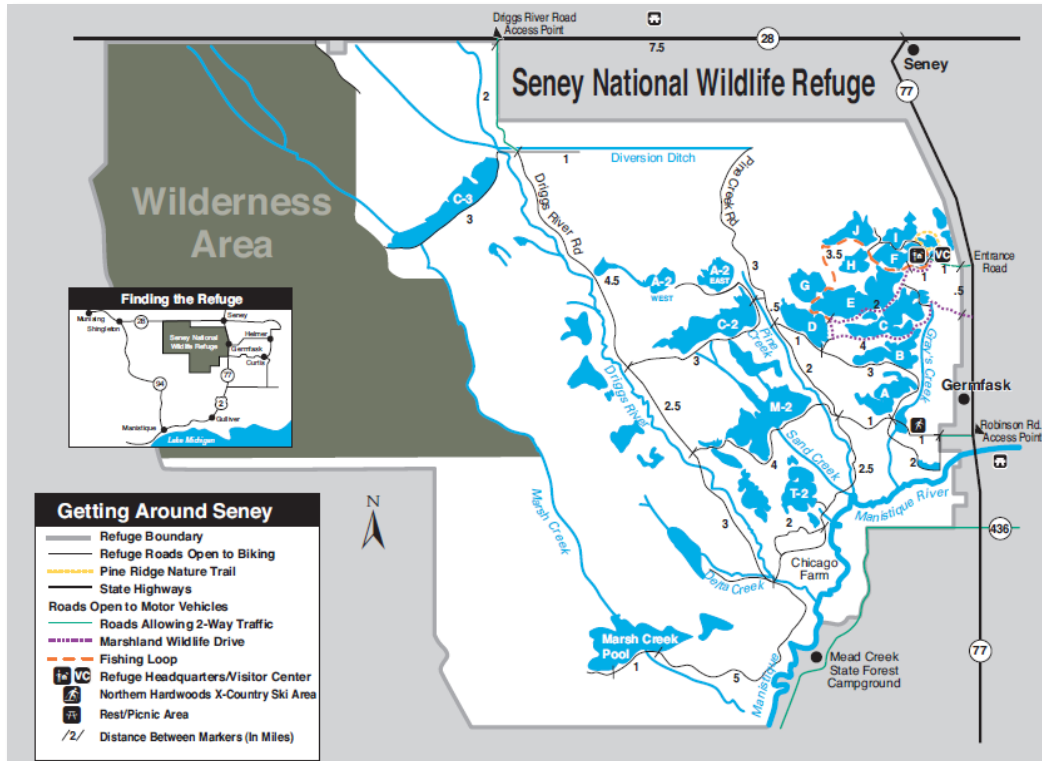 Driggs River Road
Access Point
7.5
28
Seney
Seney National Wildlife Refuge
77
2
1
Diversion Ditch
Pine Creek Rd
Wilderness
Area
C-3
3
Driggs River Rd
J
I
3.5
H
F
VC
1
1
Entrance
Road
.5
4.5
A-2
WEST
A-2
EAST
3
G
E
2
.5
C-2
D
C
1
4
Pine
Creek
B
Gray's Creek
3
3
2
A
Germfask
Driggs River
2.5
M-2
1
1
Robinson Rd.
Access Point
2
Sand Creek
4
2.5
T-2
Manistique River
436
Marsh Creek
3
2
Chicago
Farm
Delta Creek
Marsh Creek
Pool
1
5
Manistique
Mead Creek
State Forest
Campground
77
Finding the Refuge
Munising
Shingleton
28
Seney
Seney National
Wildlife Refuge
Helmer
Germfask
Curtis
94
77
2
Gulliver
Manistique
Lake Michigan
N
Getting Around Seney
Refuge Boundary
Refuge Roads Open to Biking
Pine Ridge Nature Trail
State Highways
Roads Open to Motor Vehicles
Roads Allowing 2-Way Traffic
Marshland Wildlife Drive
Fishing Loop
VC Refuge Headquarters/Visitor Center
Northern Hardwoods X-Country Ski Area
Rest/Picnic Area
/2/ Distance Between Markers (In Miles)